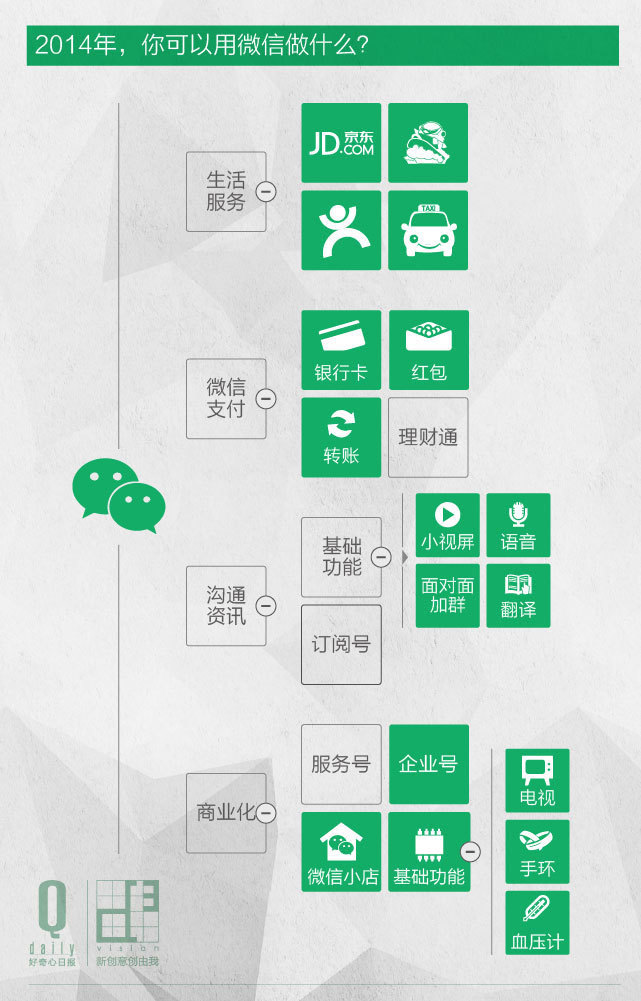 2014年，你可以用微信做什么？
生活
服务
JD京东
.COM
TAXI
微信
支付
银行卡
红包
转账
理财通
沟通
资讯
基础
功能
小视屏
语音
面对面
加群
翻译
订阅号
商业化
服务号
企业号
微信小店
基础功能
电视
手环
血压计
Q
daily
好奇心日报
vision
新创意创由我